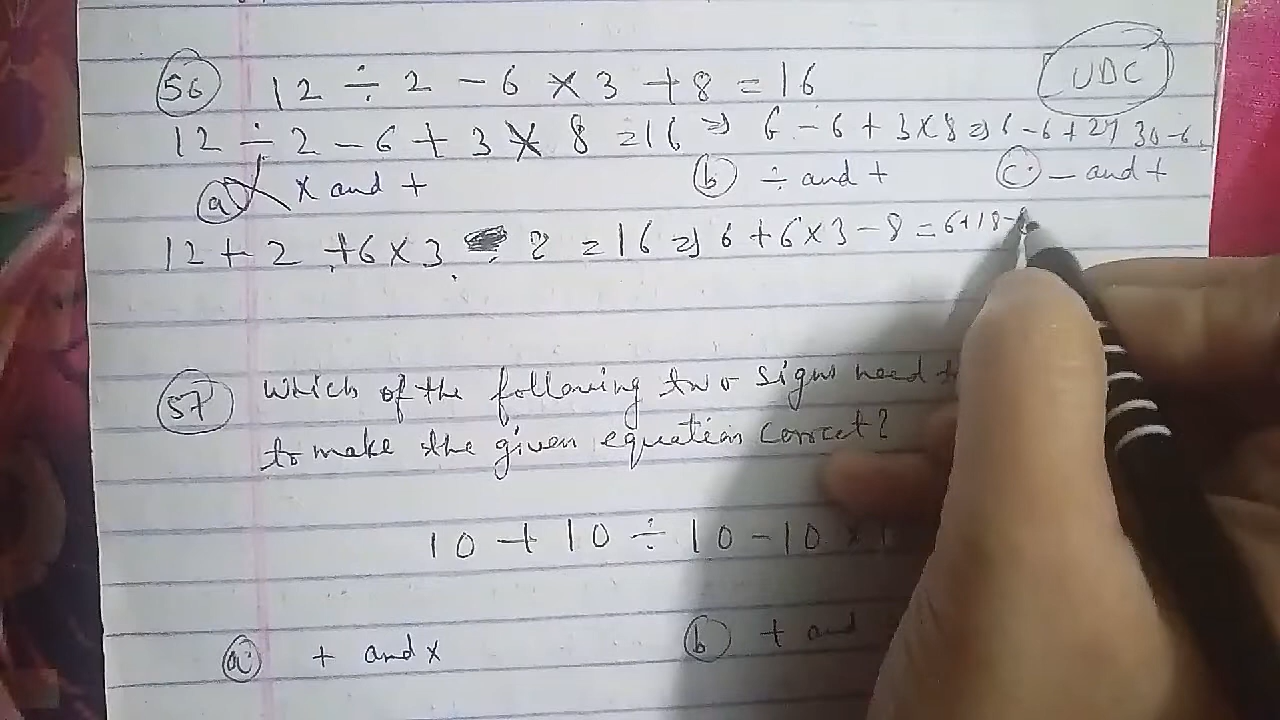 56 12 ÷ 2 - 6 × 3 + 8 = 16
UDC
12 ÷ 2 - 6 + 3 × 8 = 16 ⇒ 6 - 6 + 3 × 8 ⇒ 6 - 6 + 27 30 - 6
a × and + b ÷ and + c - and +
12 ÷ 2 + 6 × 3 - 8 = 16 ⇒ 6 + 6 × 3 - 8 = 6 + 18 -
57 Which of the following two signs need
to make the given equation correct?
10 + 10 ÷ 10 - 10 × 1
a + and x b + and